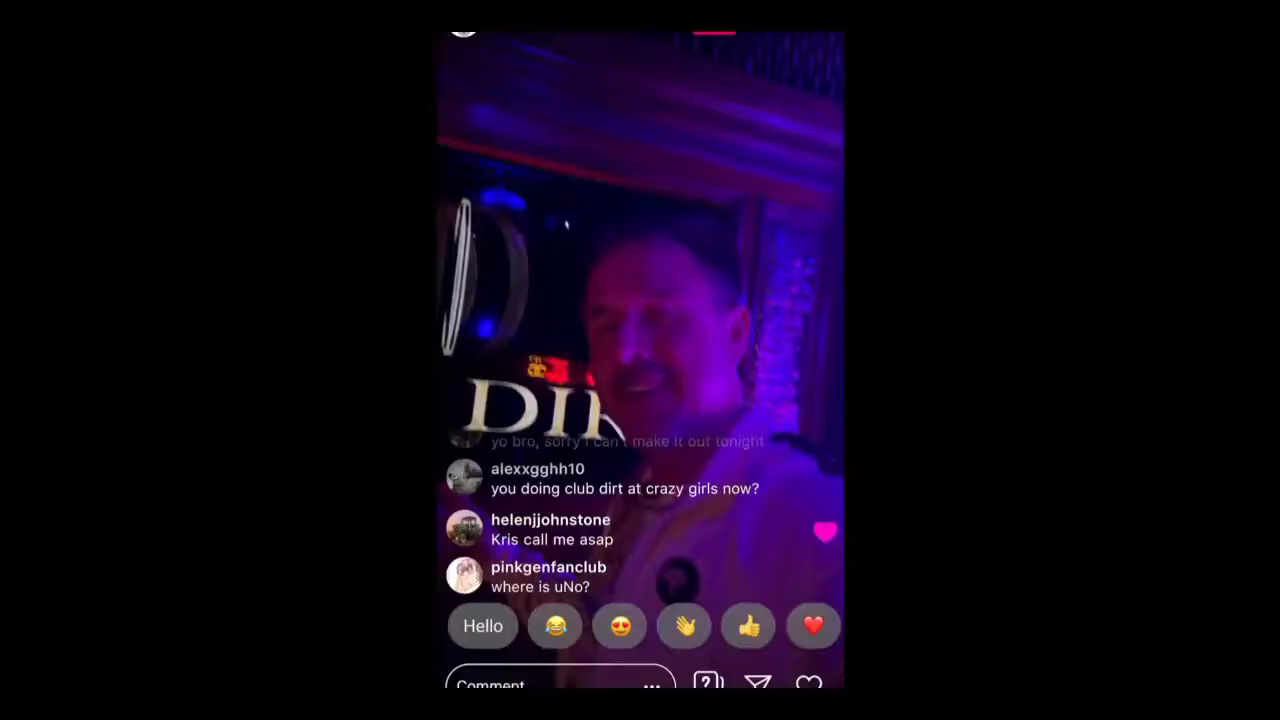 DIR
yo bro, sorry i can't make it out tonight
alexxgghh10
you doing club dirt at crazy girls now?
helenjjohnstone
Kris call me asap
pinkgenfanclub
where is uNo?
Hello
Comment